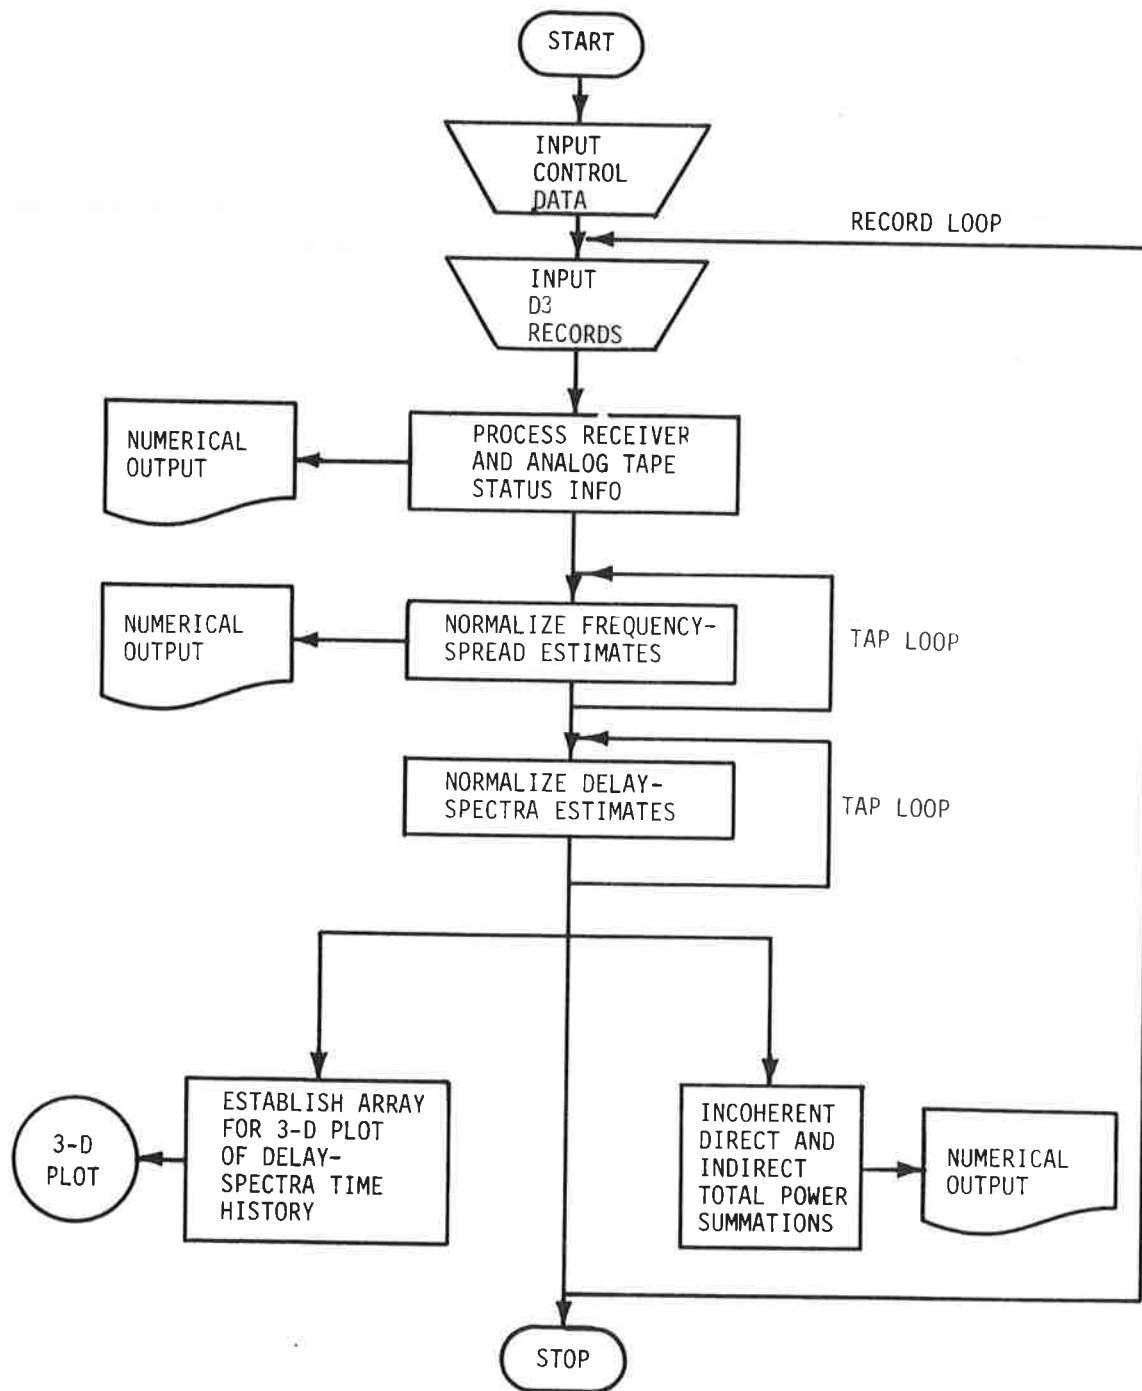 START
INPUT
CONTROL
DATA
RECORD LOOP
INPUT
D3
RECORDS
NUMERICAL
OUTPUT
PROCESS RECEIVER
AND ANALOG TAPE
STATUS INFO
NUMERICAL
OUTPUT
NORMALIZE FREQUENCY-
SPREAD ESTIMATES
TAP LOOP
NORMALIZE DELAY-
SPECTRA ESTIMATES
TAP LOOP
3-D
PLOT
ESTABLISH ARRAY
FOR 3-D PLOT
OF DELAY-
SPECTRA TIME
HISTORY
INCOHERENT
DIRECT AND
INDIRECT
TOTAL POWER
SUMMATIONS
NUMERICAL
OUTPUT
STOP